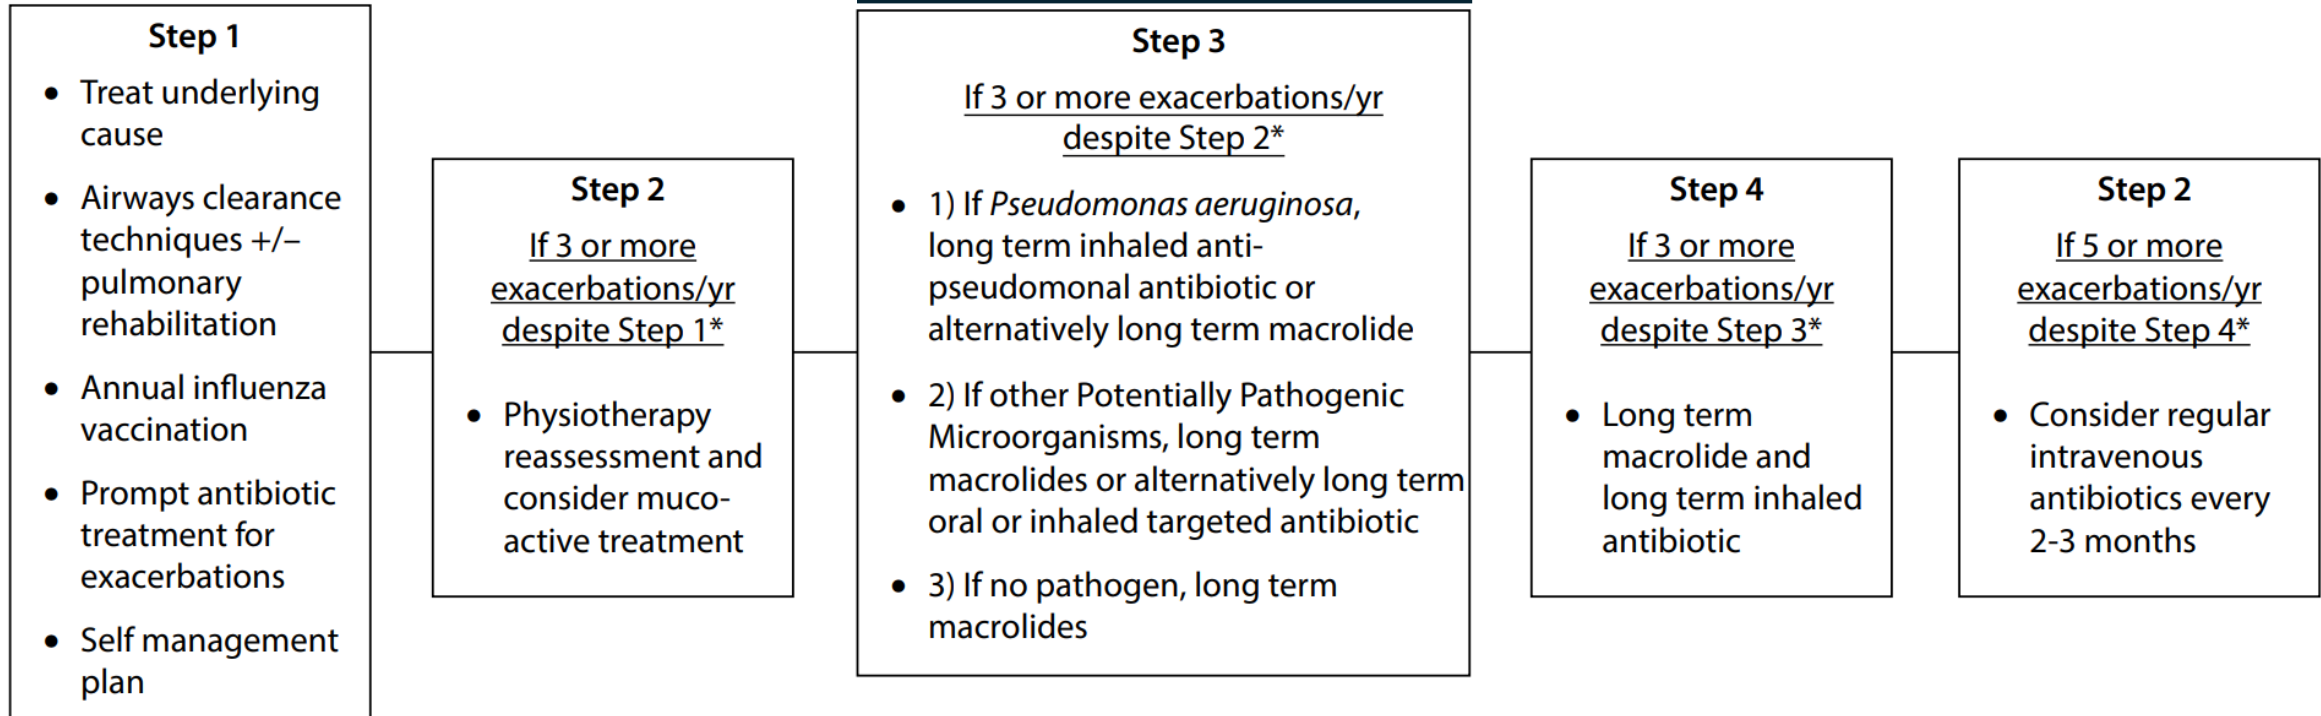 Step 1
• Treat underlying
cause
• Airways clearance
techniques +/–
pulmonary
rehabilitation
• Annual influenza
vaccination
• Prompt antibiotic
treatment for
exacerbations
• Self management
plan
Step 2
If 3 or more
exacerbations/yr
despite Step 1*
• Physiotherapy
reassessment and
consider muco-
active treatment
Step 3
If 3 or more exacerbations/yr
despite Step 2*
• 1) If Pseudomonas aeruginosa,
long term inhaled anti-
pseudomonal antibiotic or
alternatively long term macrolide
• 2) If other Potentially Pathogenic
Microorganisms, long term
macrolides or alternatively long term
oral or inhaled targeted antibiotic
• 3) If no pathogen, long term
macrolides
Step 4
If 3 or more
exacerbations/yr
despite Step 3*
• Long term
macrolide and
long term inhaled
antibiotic
Step 2
If 5 or more
exacerbations/yr
despite Step 4*
• Consider regular
intravenous
antibiotics every
2-3 months